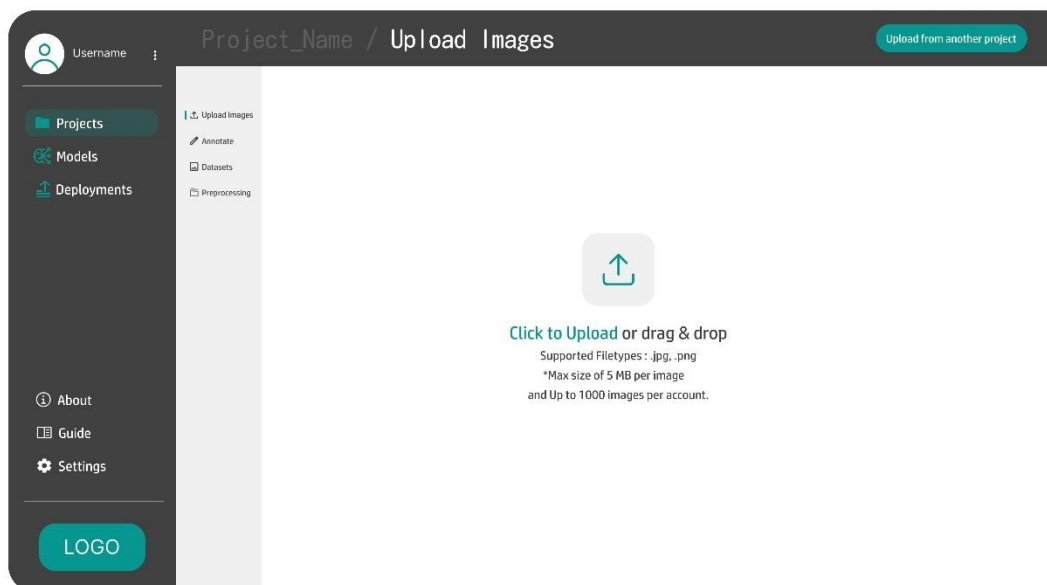 Username
Project_Name / Upload Images
Upload from another project
Projects
Models
Deployments
Upload Images
Annotate
Datasets
Preprocessing
Click to Upload or drag & drop
Supported Filetypes : .jpg, .png
*Max size of 5 MB per image
and Up to 1000 images per account.
About
Guide
Settings
LOGO